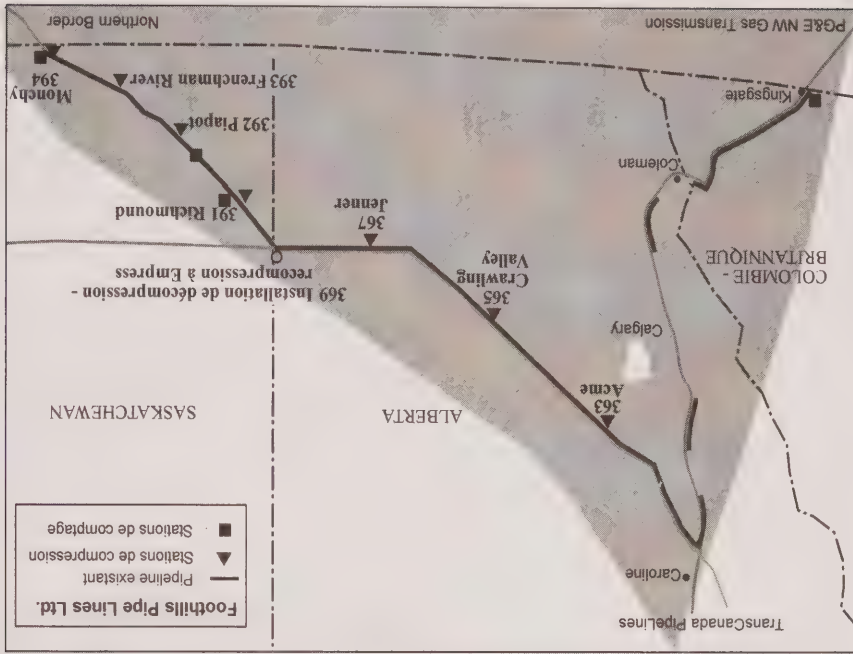 TransCanada PipeLines
Caroline
Foothills Pipe Lines Ltd.
Pipeline existant
Stations de compression
Stations de comptage
ALBERTA
SASKATCHEWAN
363
Acme
Calgary
365
Crawling
Valley
COLOMBIE -
BRITANNIQUE
369 Installation de décompression -
recompression à Empress
367
Jenner
391 Richmound
Coleman
392 Piapot
Kingsgate
393 Frenchman River
Monchy
394
PG&E NW Gas Transmission
Northern Border